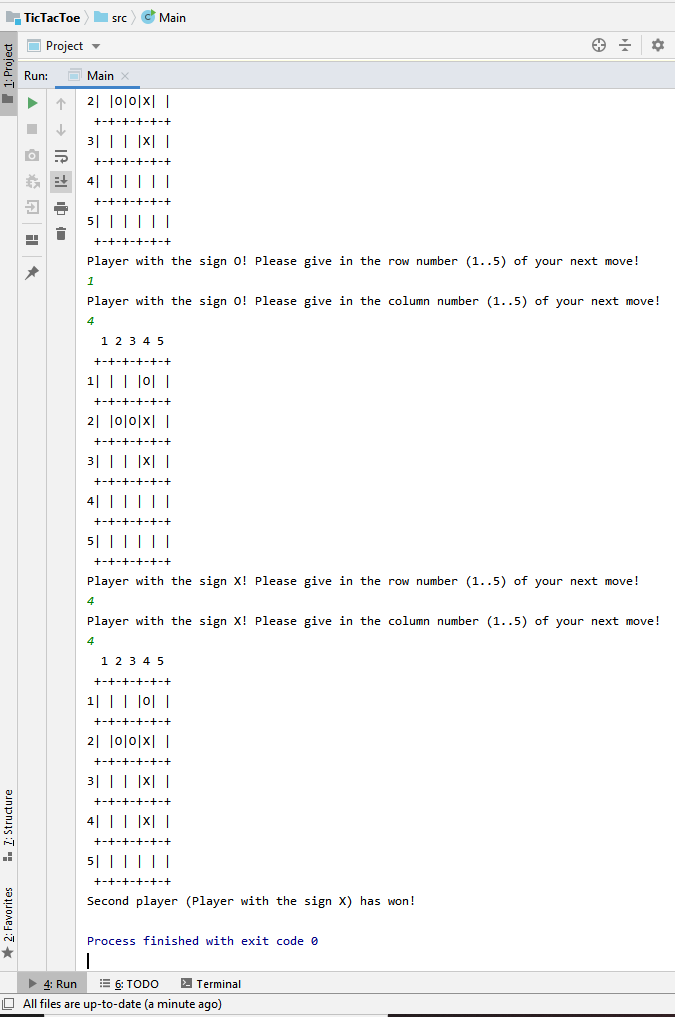 TicTacToe src Main
Project
1: Project
Run: Main
2| |O|O|X| |
 +-+-+-+-+-+
3| | | |X| |
 +-+-+-+-+-+
4| | | | | |
 +-+-+-+-+-+
5| | | | | |
 +-+-+-+-+-+
Player with the sign O! Please give in the row number (1..5) of your next move!
1
Player with the sign O! Please give in the column number (1..5) of your next move!
4
  1 2 3 4 5
 +-+-+-+-+-+
1| | | |O| |
 +-+-+-+-+-+
2| |O|O|X| |
 +-+-+-+-+-+
3| | | |X| |
 +-+-+-+-+-+
4| | | | | |
 +-+-+-+-+-+
5| | | | | |
 +-+-+-+-+-+
Player with the sign X! Please give in the row number (1..5) of your next move!
4
Player with the sign X! Please give in the column number (1..5) of your next move!
4
  1 2 3 4 5
 +-+-+-+-+-+
1| | | |O| |
 +-+-+-+-+-+
2| |O|O|X| |
 +-+-+-+-+-+
3| | | |X| |
 +-+-+-+-+-+
4| | | |X| |
 +-+-+-+-+-+
5| | | | | |
 +-+-+-+-+-+
Second player (Player with the sign X) has won!
Process finished with exit code 0
7: Structure
2: Favorites
4: Run 6: TODO Terminal
All files are up-to-date (a minute ago)